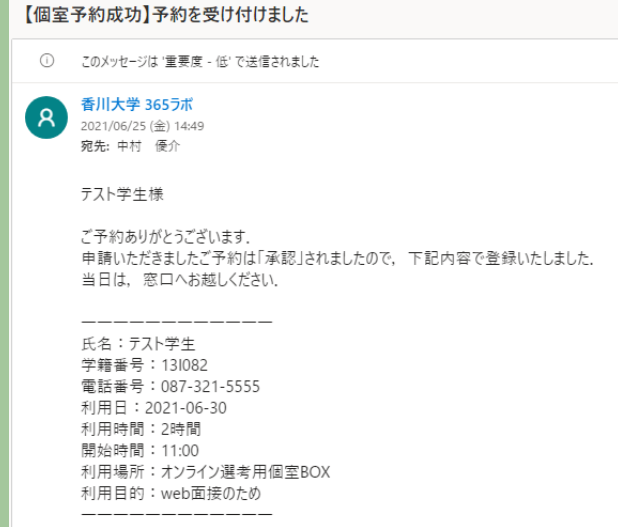 【個室予約成功】予約を受け付けました
このメッセージは '重要度 - 低' で送信されました
香川大学 365ラボ
2021/06/25 (金) 14:49
宛先: 中村　優介
テスト学生様
ご予約ありがとうございます.
申請いただきましたご予約は「承認」されましたので, 下記内容で登録いたしました.
当日は, 窓口へお越しください.
ーーーーーーーーーーーー
氏名：テスト学生
学籍番号：13I082
電話番号：087-321-5555
利用日：2021-06-30
利用時間：2時間
開始時間：11:00
利用場所：オンライン選考用個室BOX
利用目的：web面接のため
ーーーーーーーーーーーー